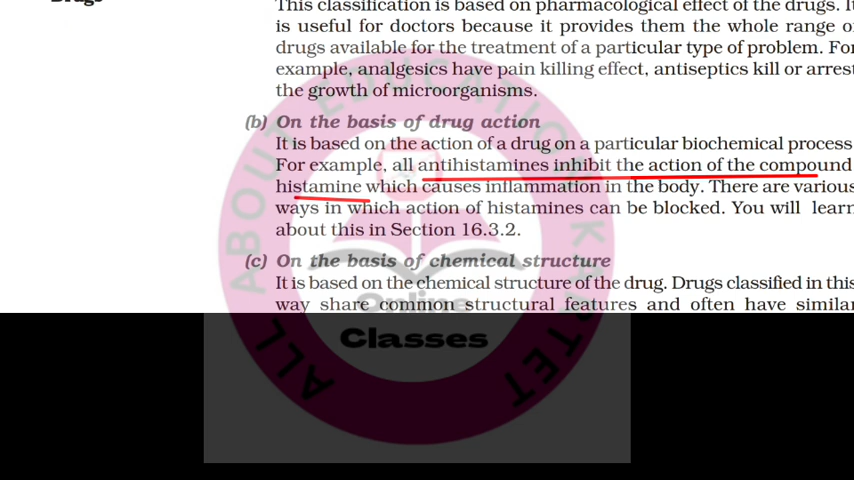 Drugs
This classification is based on pharmacological effect of the drugs. It
is useful for doctors because it provides them the whole range of
drugs available for the treatment of a particular type of problem. For
example, analgesics have pain killing effect, antiseptics kill or arrest
the growth of microorganisms.
(b) On the basis of drug action
It is based on the action of a drug on a particular biochemical process
For example, all antihistamines inhibit the action of the compound
histamine which causes inflammation in the body. There are various
ways in which action of histamines can be blocked. You will learn
about this in Section 16.3.2.
(c) On the basis of chemical structure
It is based on the chemical structure of the drug. Drugs classified in this
way share common structural features and often have similar
ALL ABOUT EDUCATION KARTET
Online
Classes